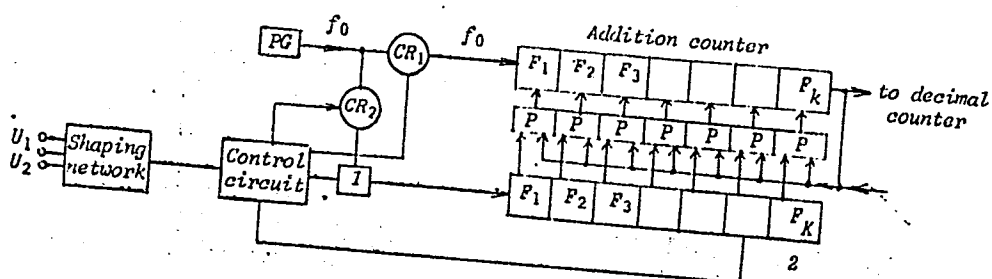 PG
f0
CR1
f0
Addition counter
F1 F2 F3 Fk
to decimal counter
CR2
P P P P P P P
U1
U2
Shaping network
Control circuit
1
F1 F2 F3 FK
2